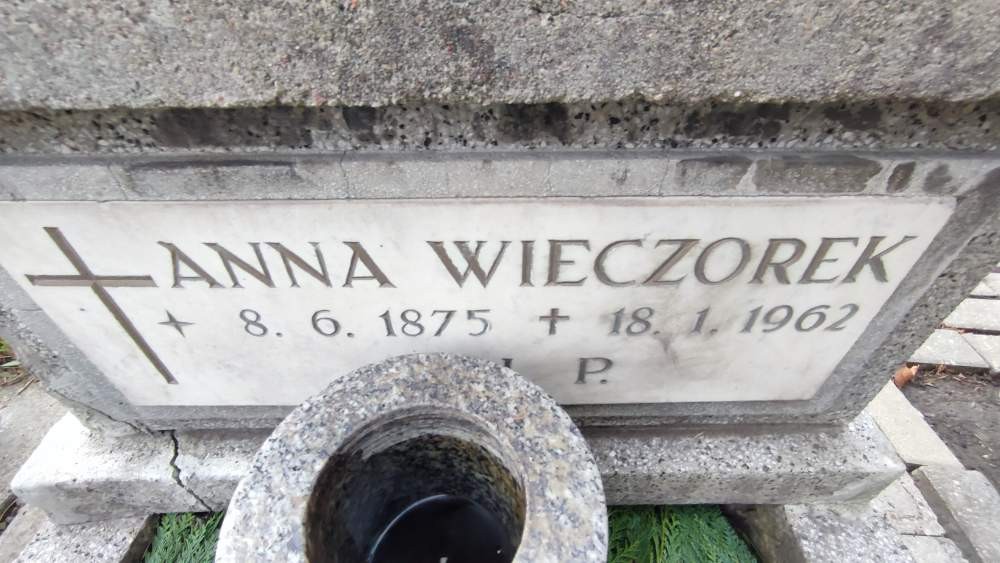 ANNA WIECZOREK
8. 6. 1875 18. 1. 1962
P.